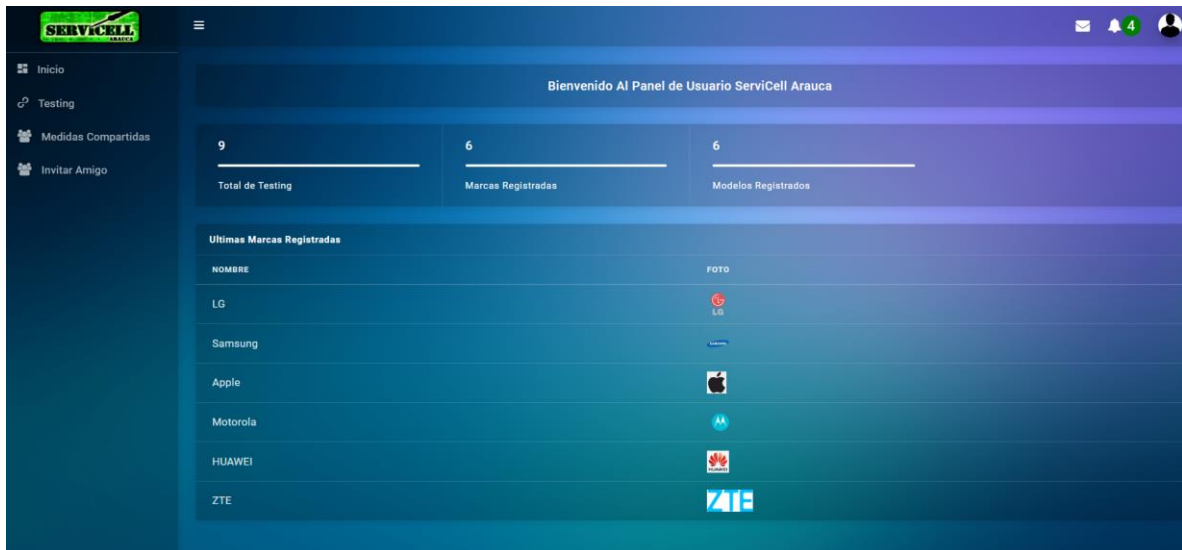 SERVICELL
ARAUCA
4
Inicio
Testing
Medidas Compartidas
Invitar Amigo
Bienvenido Al Panel de Usuario ServiCell Arauca
9
6
6
Total de Testing
Marcas Registradas
Modelos Registrados
Ultimas Marcas Registradas
NOMBRE
FOTO
LG
LG
Samsung
SAMSUNG
Apple
Motorola
HUAWEI
HUAWEI
ZTE
ZTE